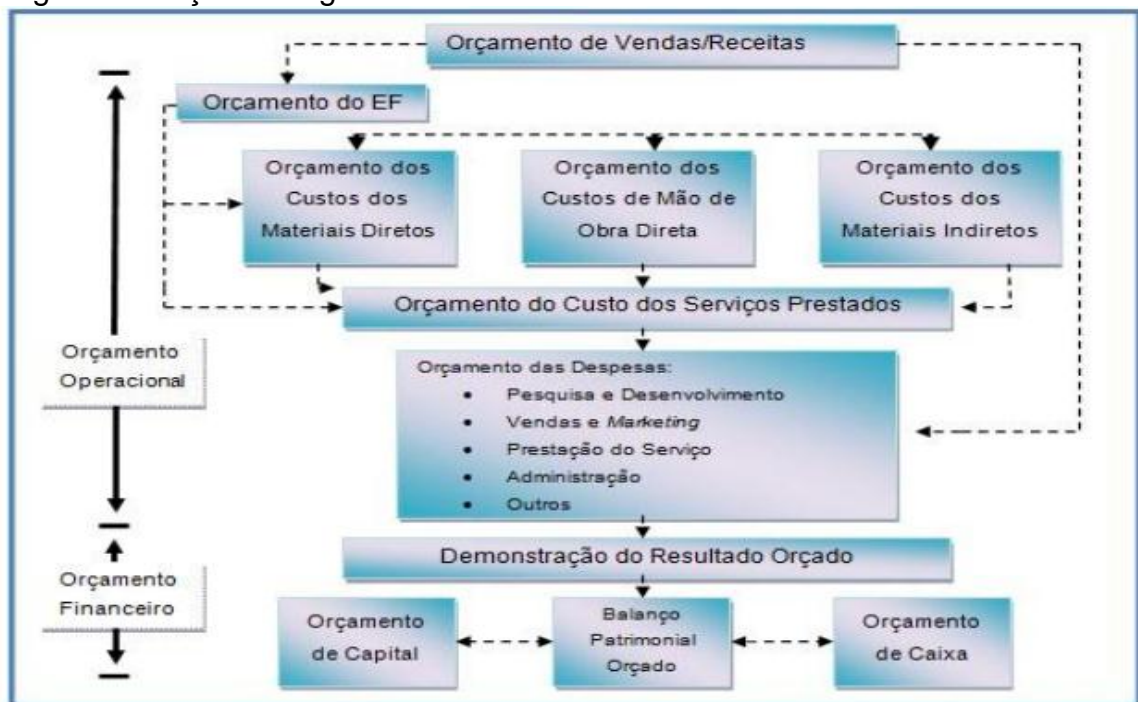 Orçamento de Vendas/Receitas
Orçamento do EF
Orçamento dos
Custos dos
Materiais Diretos
Orçamento dos
Custos de Mão de
Obra Direta
Orçamento dos
Custos dos
Materiais Indiretos
Orçamento do Custo dos Serviços Prestados
Orçamento
Operacional
Orçamento das Despesas:
• Pesquisa e Desenvolvimento
• Vendas e Marketing
• Prestação do Serviço
• Administração
• Outros
Demonstração do Resultado Orçado
Orçamento
Financeiro
Orçamento
de Capital
Balanço
Patrimonial
Orçado
Orçamento
de Caixa